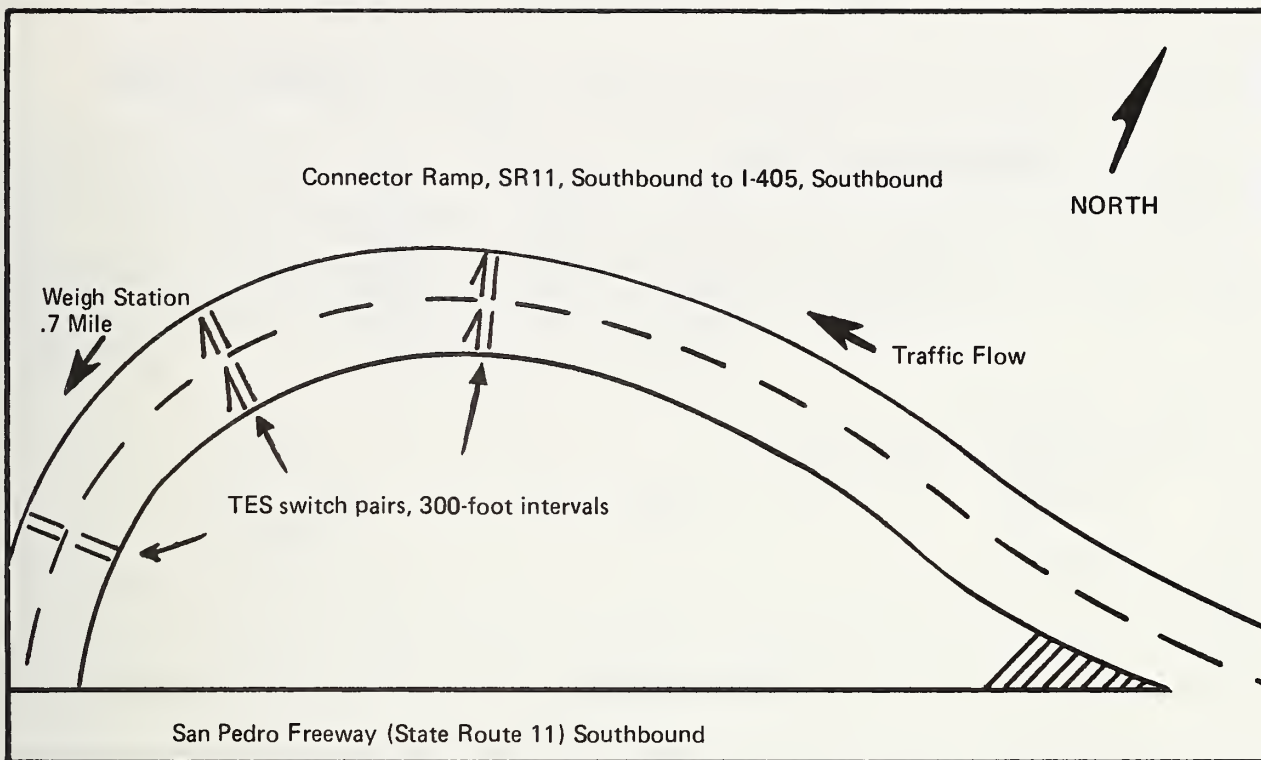 Connector Ramp, SR11, Southbound to I-405, Southbound
NORTH
Weigh Station
.7 Mile
Traffic Flow
TES switch pairs, 300-foot intervals
San Pedro Freeway (State Route 11) Southbound